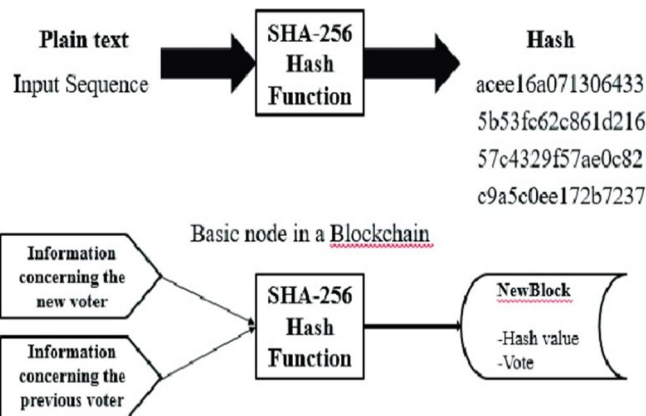 Plain text
Input Sequence
SHA-256
Hash
Function
Hash
acee16a071306433
5b53fc62c861d216
57c4329f57ae0c82
c9a5c0ee172b7237
Basic node in a Blockchain
Information
concerning the
new voter
Information
concerning the
previous voter
SHA-256
Hash
Function
NewBlock
-Hash value
-Vote